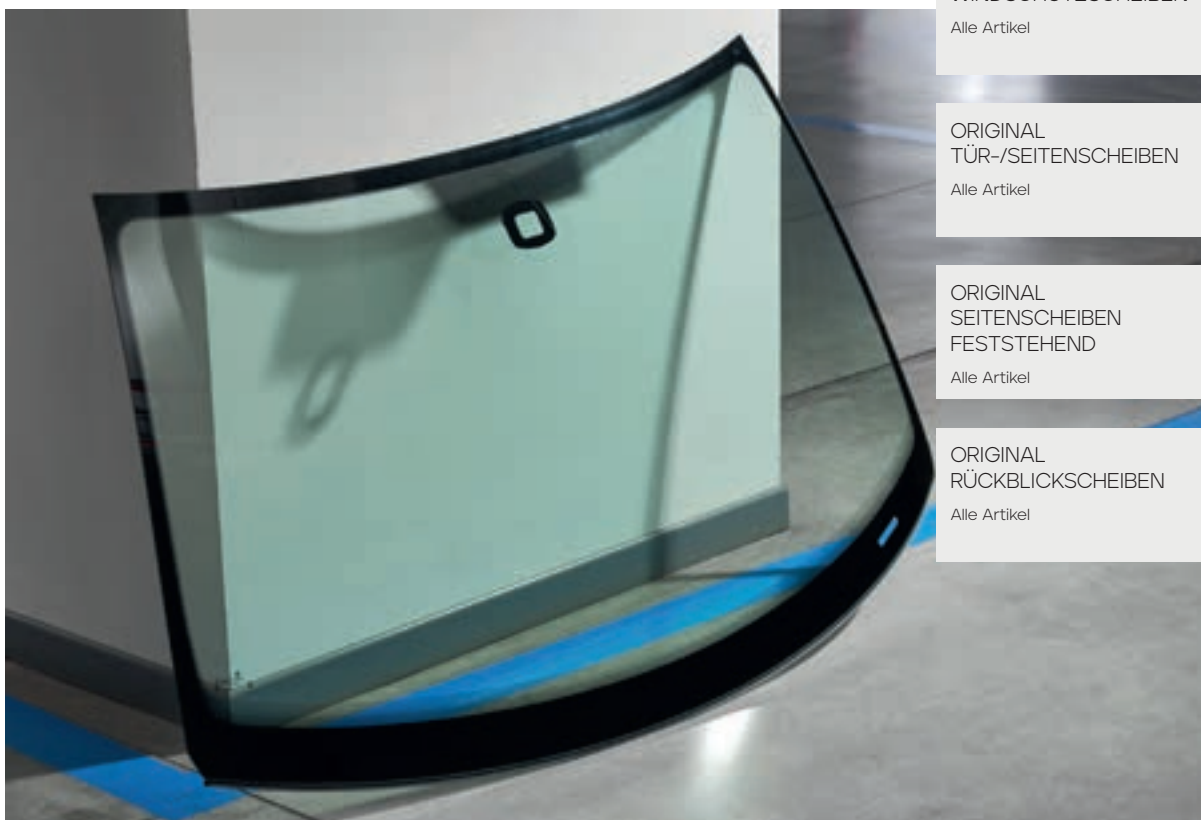 Alle Artikel
ORIGINAL
TÜR-/SEITENSCHEIBEN
Alle Artikel
ORIGINAL
SEITENSCHEIBEN
FESTSTEHEND
Alle Artikel
ORIGINAL
RÜCKBLICKSCHEIBEN
Alle Artikel